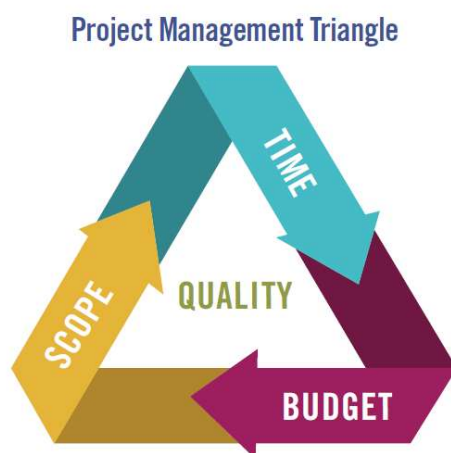 Project Management Triangle
TIME
QUALITY
SCOPE
BUDGET